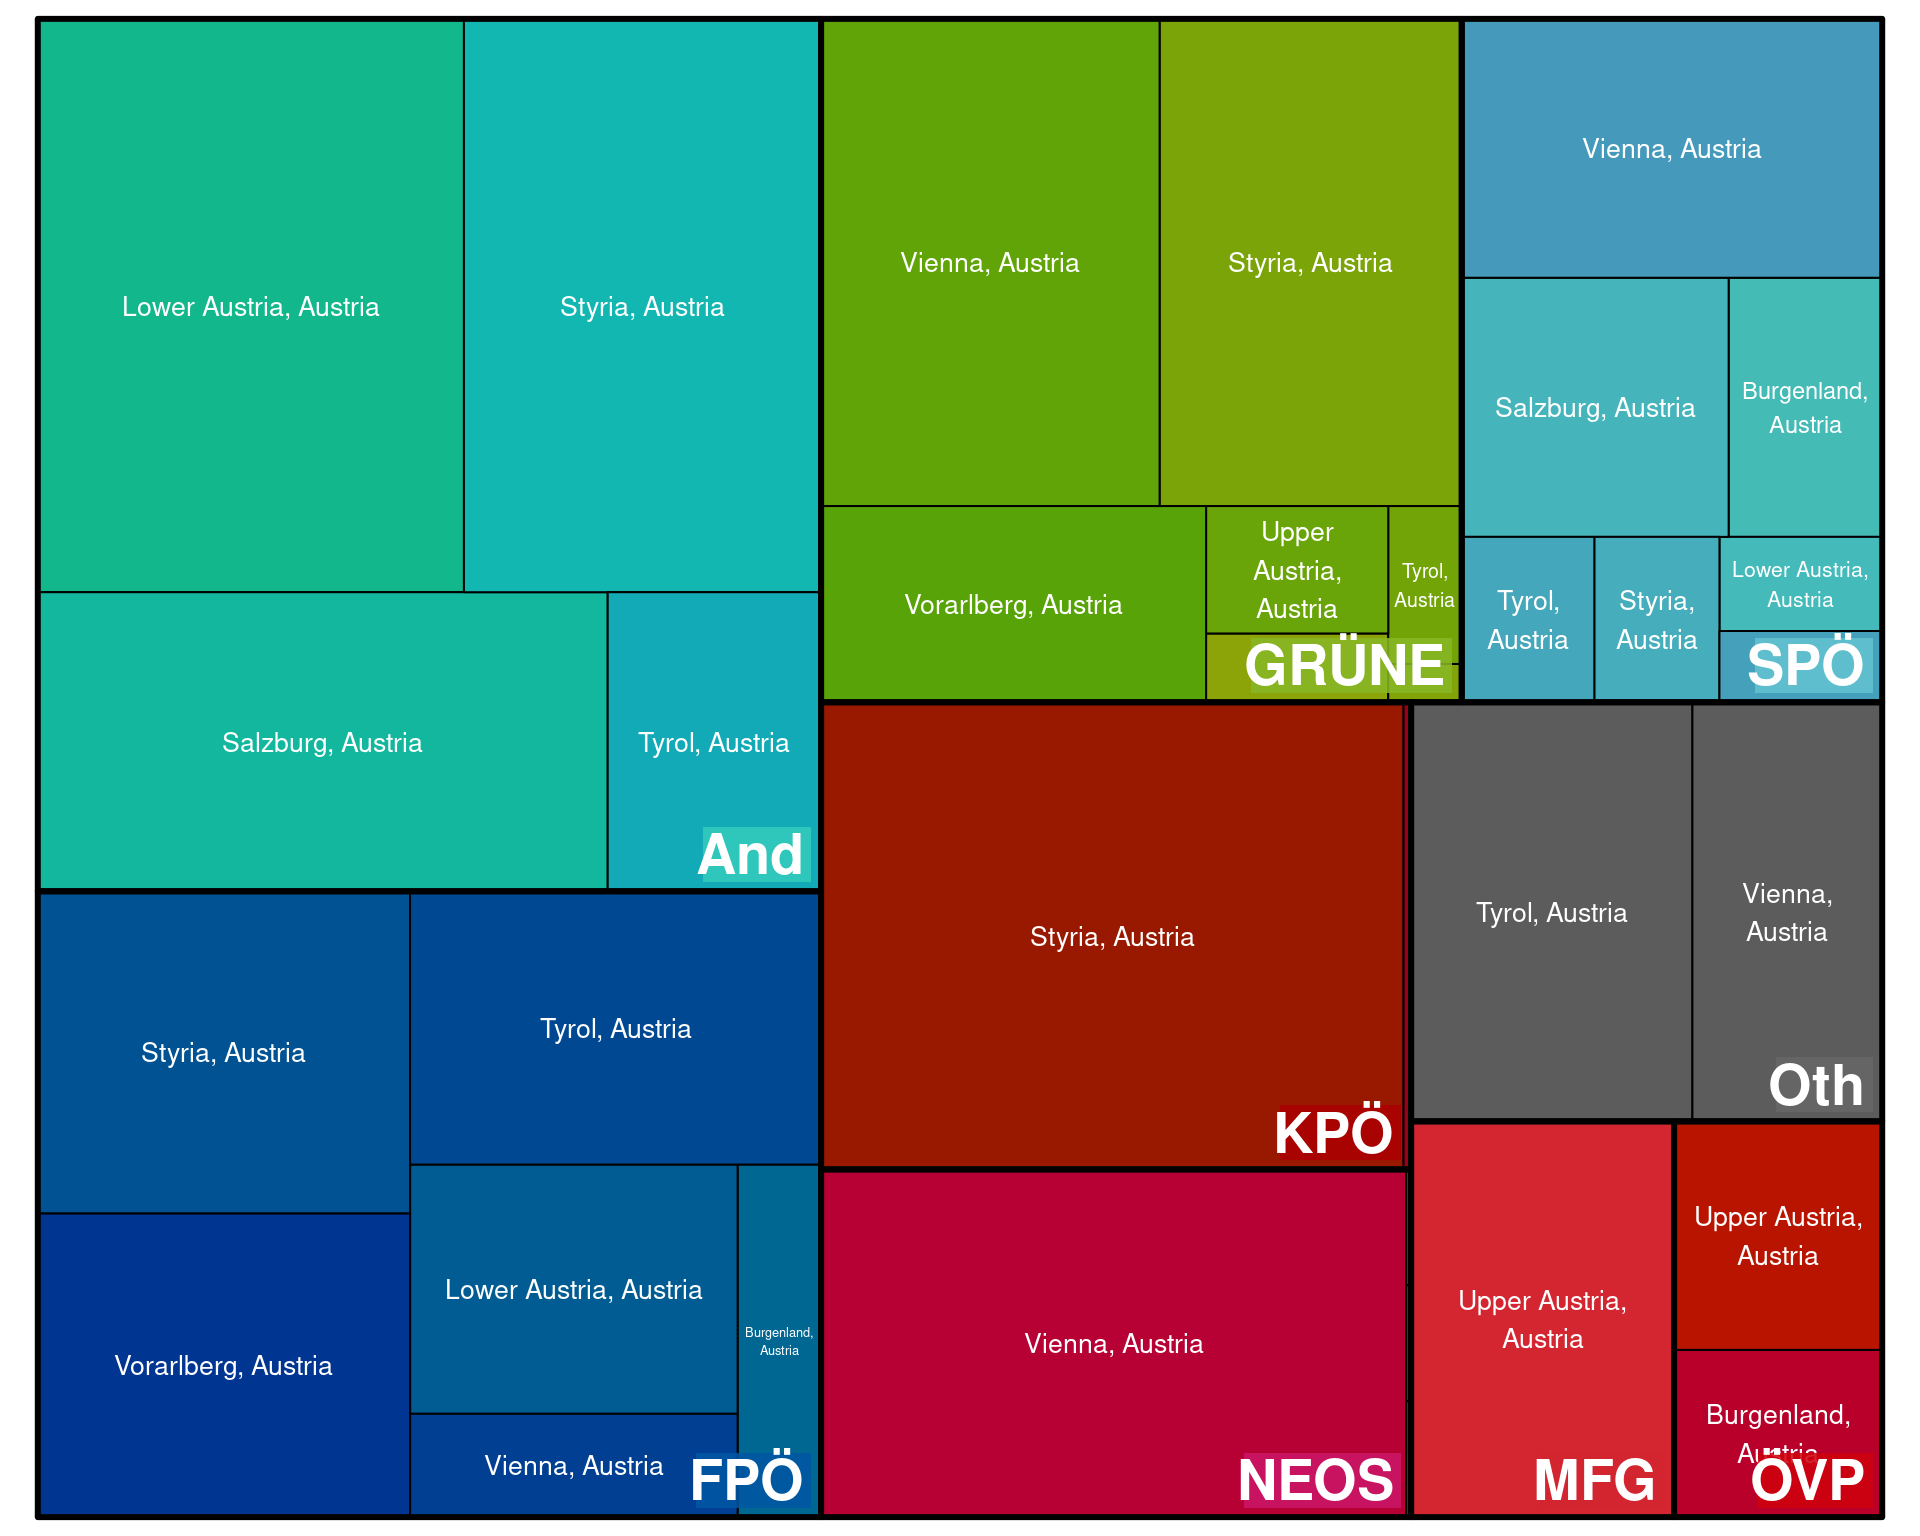 Lower Austria, Austria
Styria, Austria
Salzburg, Austria
Tyrol, Austria
And
Styria, Austria
Tyrol, Austria
Vorarlberg, Austria
Lower Austria, Austria
Burgenland,
Austria
Vienna, Austria
FPÖ
Vienna, Austria
Styria, Austria
Vorarlberg, Austria
Upper
Austria,
Austria
Tyrol,
Austria
GRÜNE
Vienna, Austria
Salzburg, Austria
Burgenland,
Austria
Tyrol,
Austria
Styria,
Austria
Lower Austria,
Austria
SPÖ
Styria, Austria
KPÖ
Tyrol, Austria
Vienna,
Austria
Oth
Vienna, Austria
NEOS
Upper Austria,
Austria
MFG
Upper Austria,
Austria
Burgenland,
Austria
ÖVP